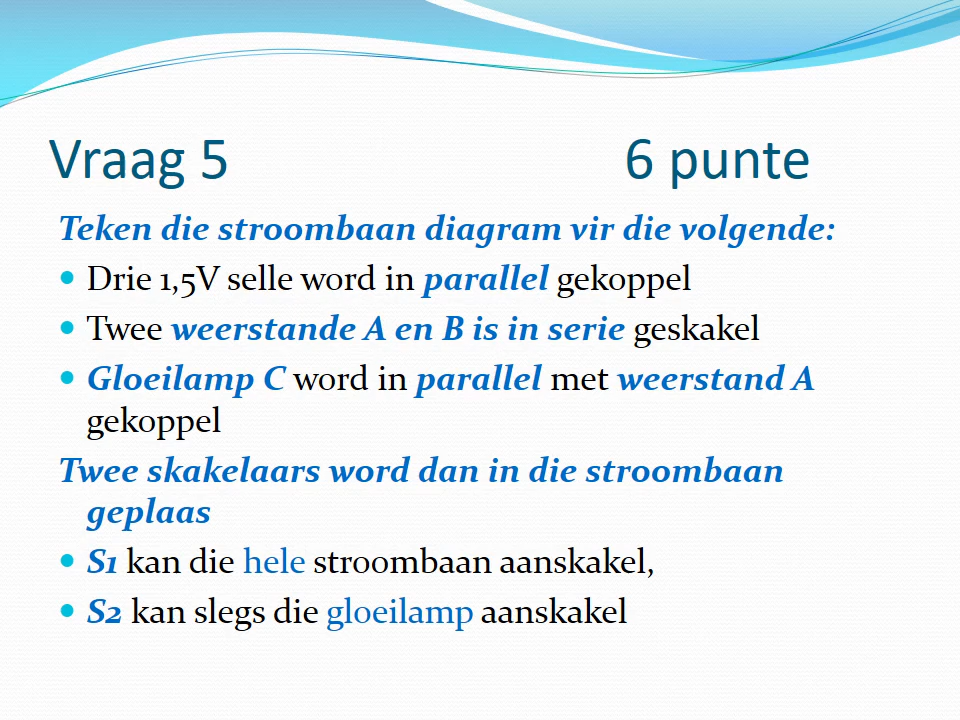 Vraag 5 6 punte
Teken die stroombaan diagram vir die volgende:
• Drie 1,5V selle word in parallel gekoppel
• Twee weerstande A en B is in serie geskakel
• Gloeilamp C word in parallel met weerstand A
gekoppel
Twee skakelaars word dan in die stroombaan
geplaas
• S1 kan die hele stroombaan aanskakel,
• S2 kan slegs die gloeilamp aanskakel